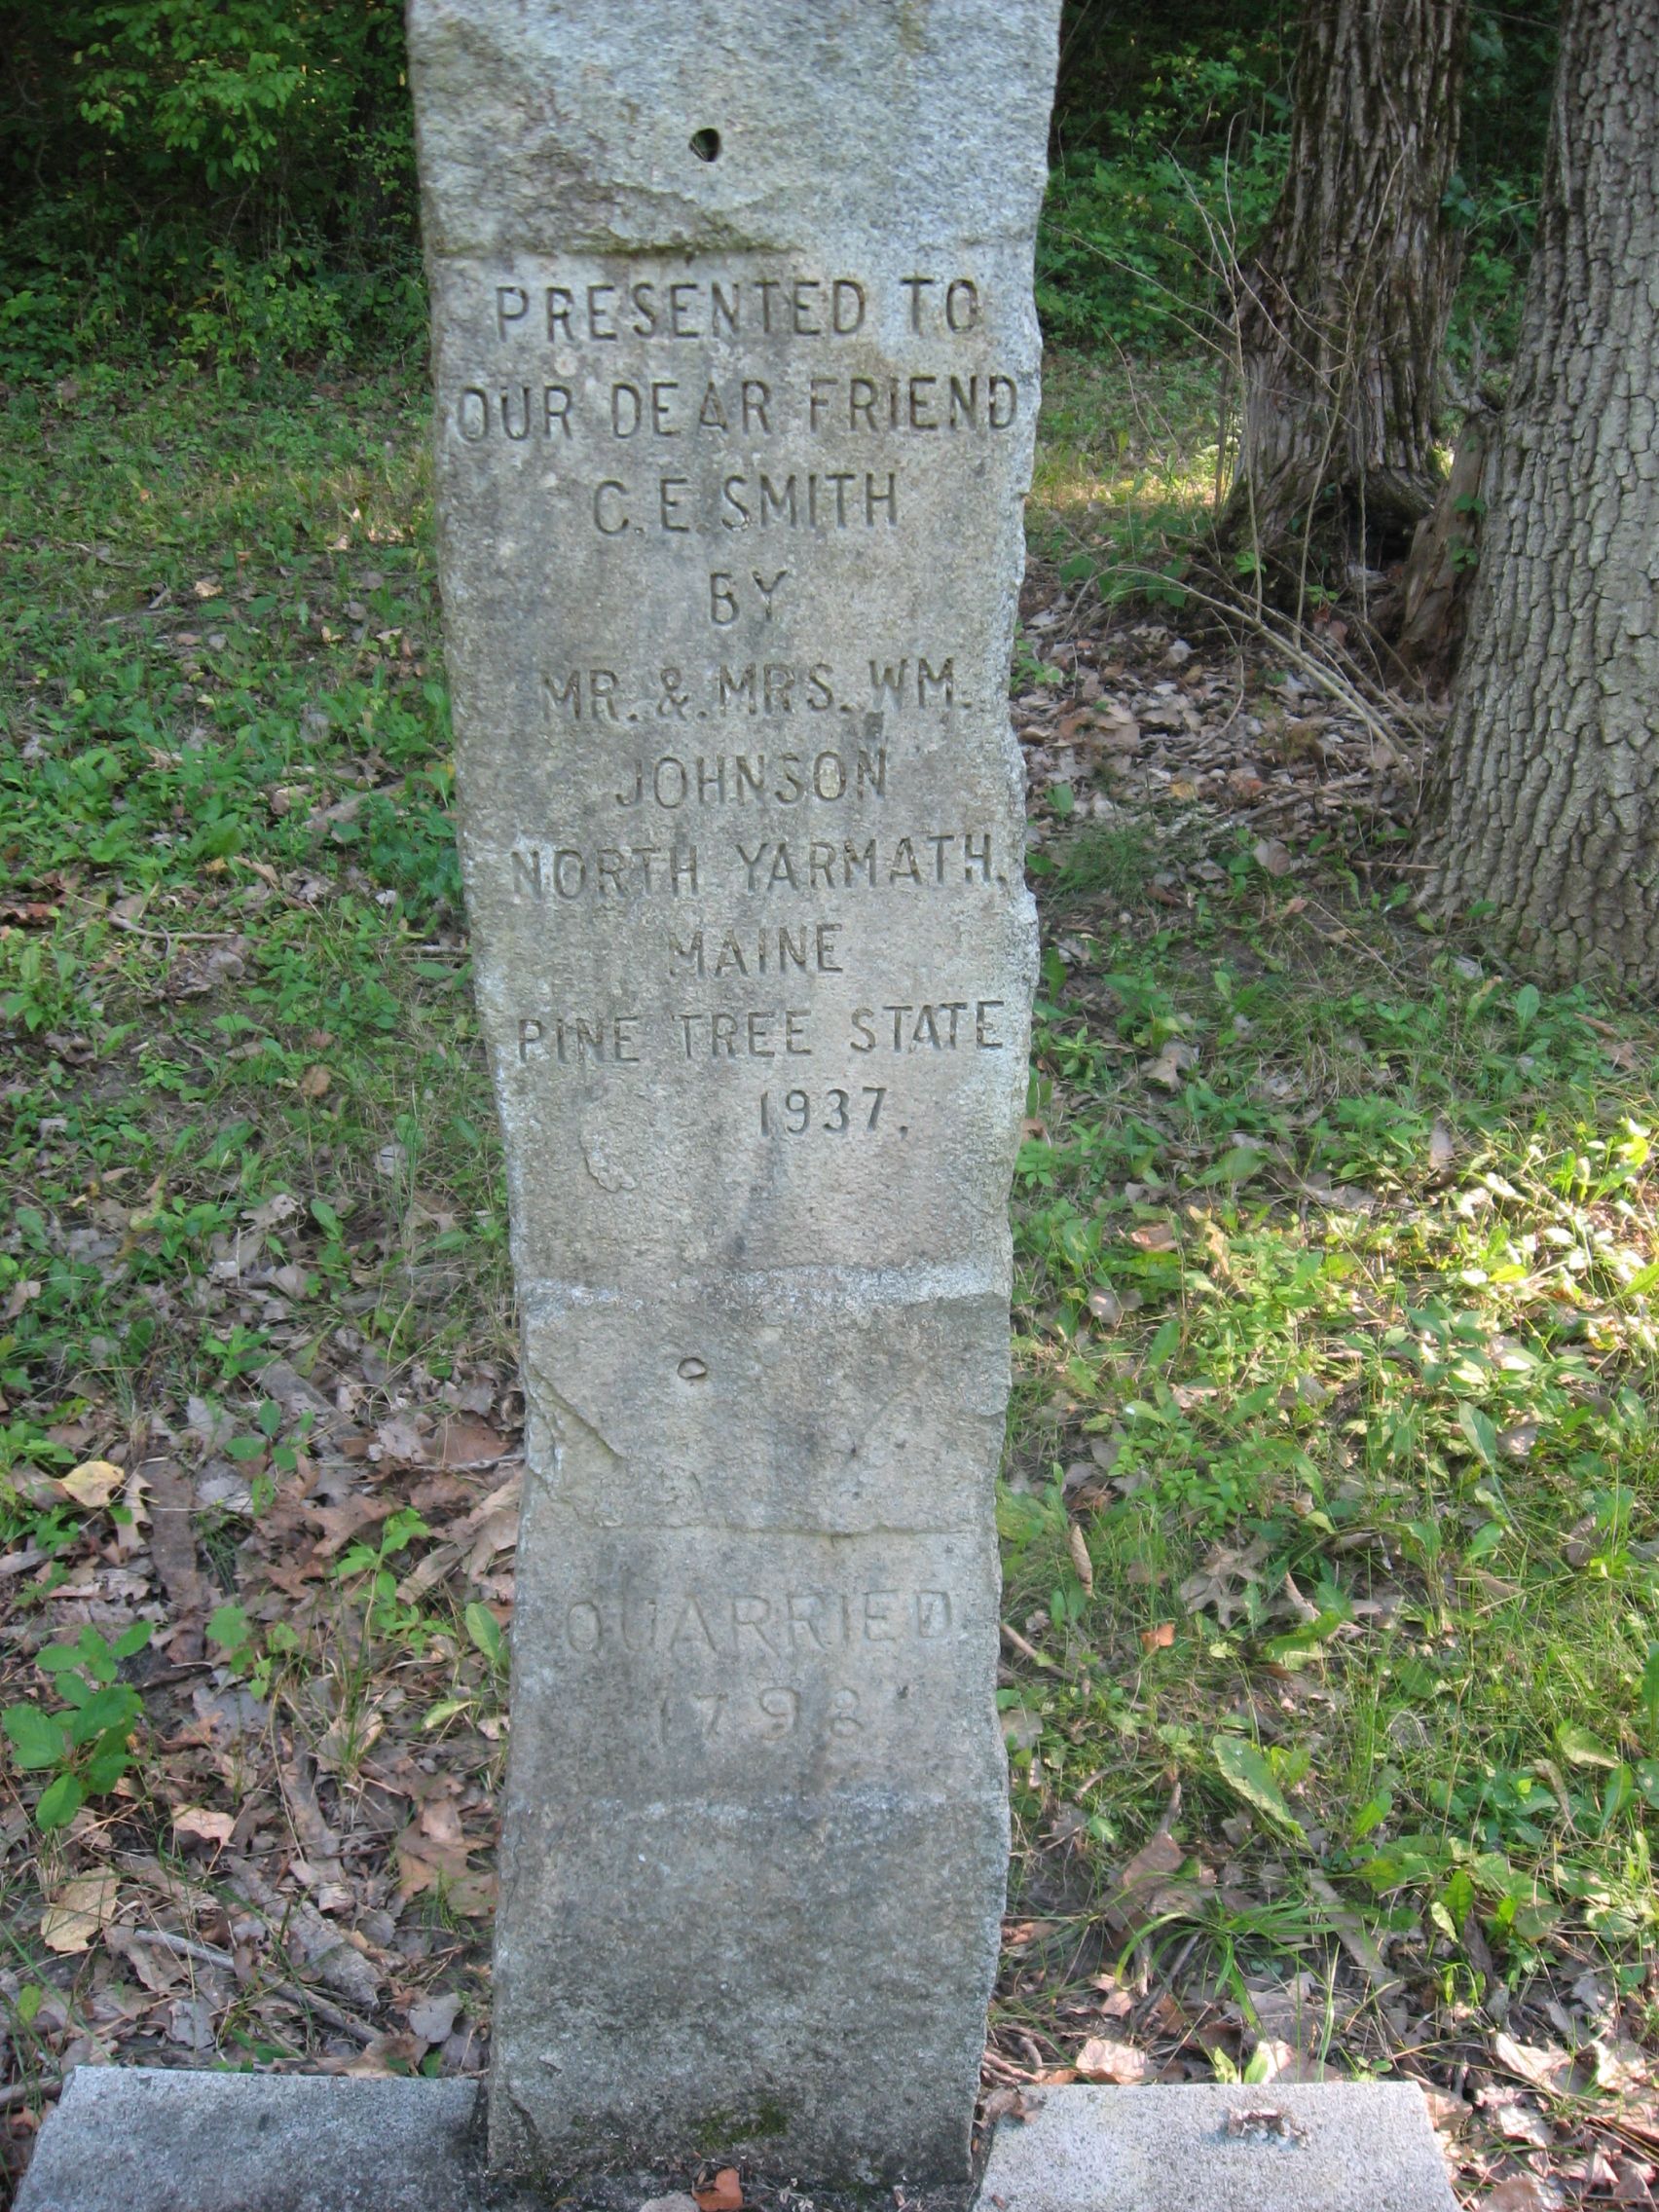 PRESENTED TO
OUR DEAR FRIEND
C.E.SMITH
BY
MR.&.MRS. WM.
JOHNSON
NORTH YARMATH.
MAINE
PINE TREE STATE
1937.
QUARRIED
1798